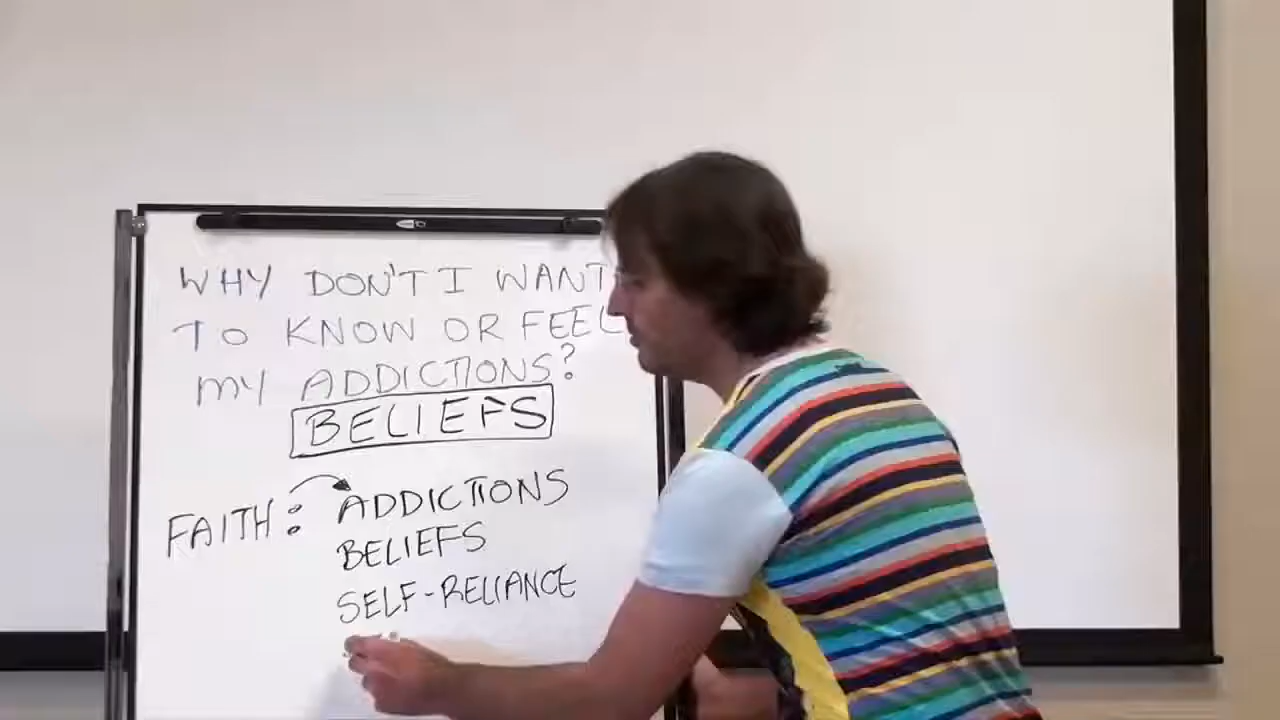 WHY DON'T I WANT
TO KNOW OR FEEL
MY ADDICTIONS?
BELIEFS
FAITH: ADDICTIONS
BELIEFS
SELF-RELIANCE